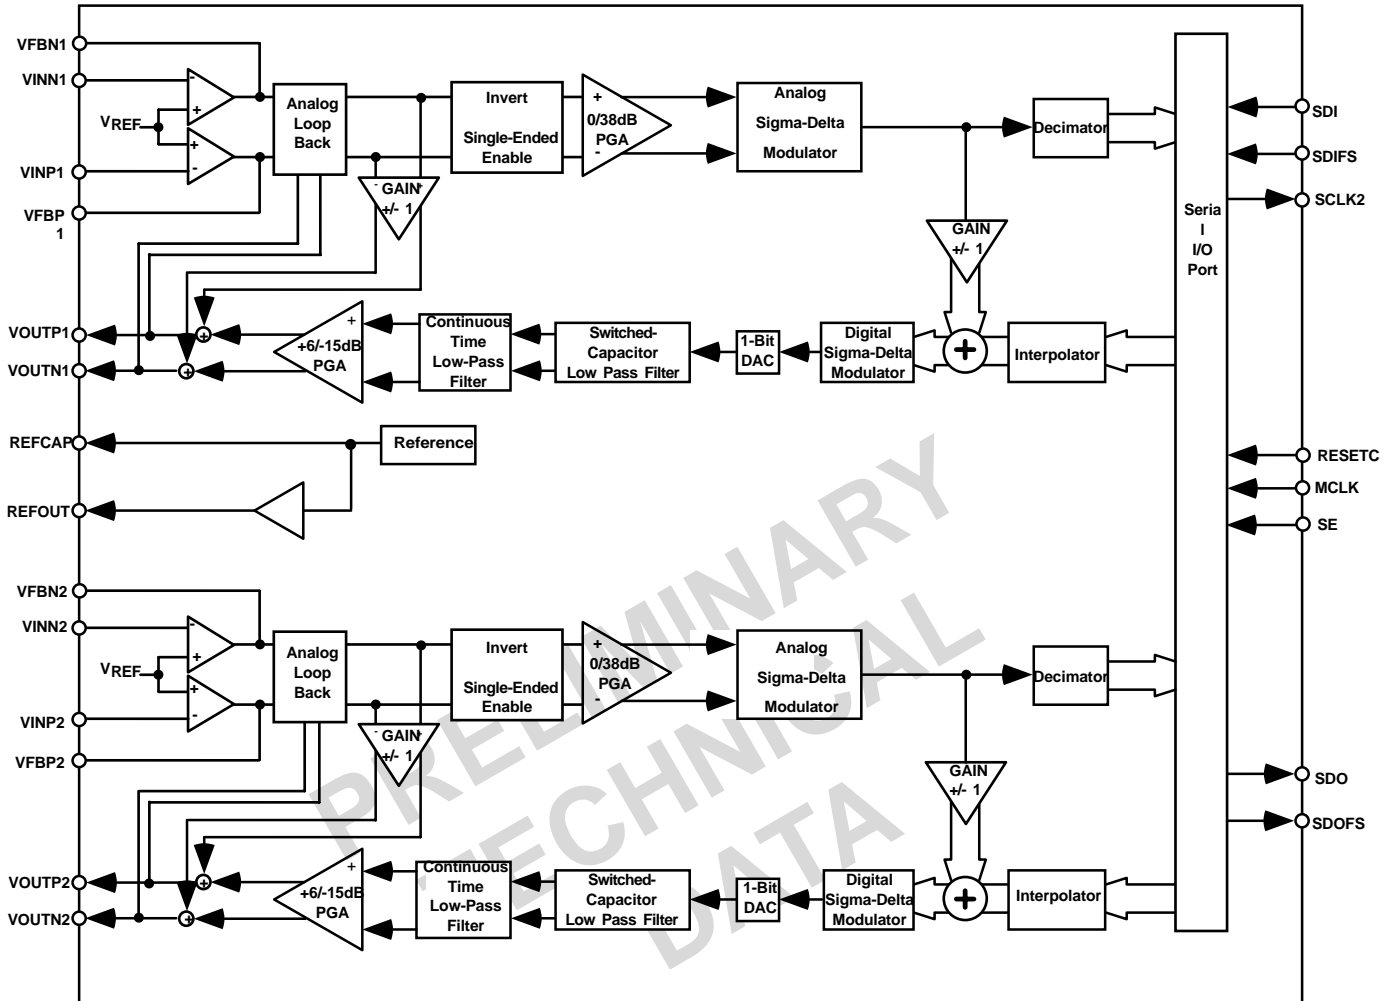 VFBN1
VINN1
VREF
VINP1
VFBP
1
-
+
+
-
Analog
Loop
Back
Invert
Single-Ended
Enable
+
0/38dB
PGA
-
Analog
Sigma-Delta
Modulator
Decimator
- GAIN +
+/- 1
GAIN
+/- 1
Seria
l
I/O
Port
SDI
SDIFS
SCLK2
VOUTP1
VOUTN1
+
+
+
+6/-15dB
PGA
Continuous
Time
Low-Pass
Filter
Switched-
Capacitor
Low Pass Filter
1-Bit
DAC
Digital
Sigma-Delta
Modulator
+
Interpolator
REFCAP
REFOUT
Reference
RESETC
MCLK
SE
PRELIMINARY
TECHNICAL
DATA
VFBN2
VINN2
VREF
VINP2
VFBP2
-
+
+
-
Analog
Loop
Back
Invert
Single-Ended
Enable
+
0/38dB
PGA
-
Analog
Sigma-Delta
Modulator
Decimator
- GAIN +
+/- 1
GAIN
+/- 1
SDO
SDOFS
VOUTP2
VOUTN2
+
+
+
+6/-15dB
PGA
Continuous
Time
Low-Pass
Filter
Switched-
Capacitor
Low Pass Filter
1-Bit
DAC
Digital
Sigma-Delta
Modulator
+
Interpolator